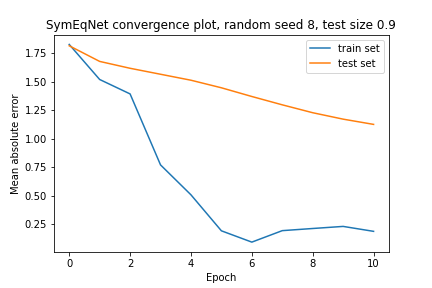 SymEqNet convergence plot, random seed 8, test size 0.9
train set
test set
Mean absolute error
1.75
1.50
1.25
1.00
0.75
0.50
0.25
0 2 4 6 8 10
Epoch